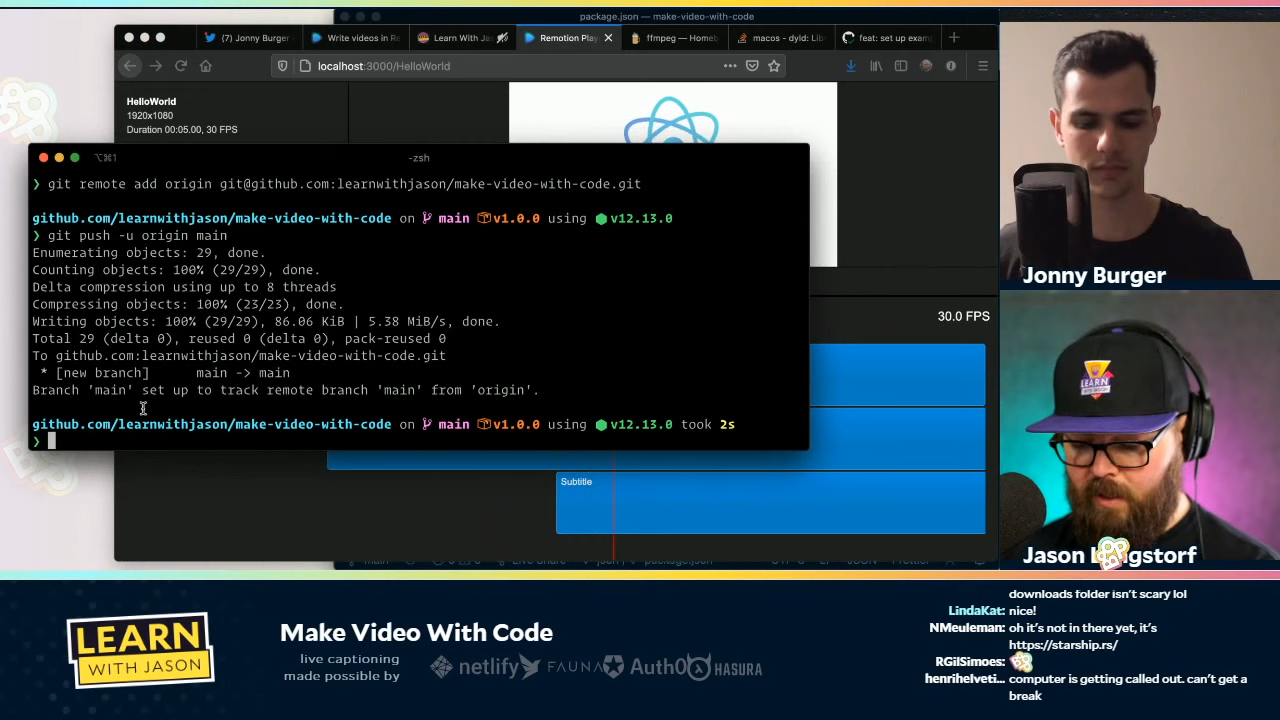 package.json — make-video-with-code
(7) Jonny Burger
Write videos in Re
Learn With Ja
Remotion Play
ffmpeg — Homeb
macos - dyld: Lib
feat: set up exam
localhost:3000/HelloWorld
HelloWorld
1920x1080
Duration 00:05.00, 30 FPS
⌥⌘1
-zsh
❯ git remote add origin git@github.com:learnwithjason/make-video-with-code.git
github.com/learnwithjason/make-video-with-code on main v1.0.0 using v12.13.0
❯ git push -u origin main
Enumerating objects: 29, done.
Counting objects: 100% (29/29), done.
Delta compression using up to 8 threads
Compressing objects: 100% (23/23), done.
Writing objects: 100% (29/29), 86.06 KiB | 5.38 MiB/s, done.
Total 29 (delta 0), reused 0 (delta 0), pack-reused 0
To github.com:learnwithjason/make-video-with-code.git
* [new branch] main -> main
Branch 'main' set up to track remote branch 'main' from 'origin'.
github.com/learnwithjason/make-video-with-code on main v1.0.0 using v12.13.0 took 2s
❯
30.0 FPS
Subtitle
Jonny Burger
LEARN
Jason
LEARN
WITH JASON
Make Video With Code
live captioning
made possible by
netlify
FAUNA
Auth0
HASURA
downloads folder isn't scary lol
LindaKat: nice!
NMeuleman: oh it's not in there yet, it's
https://starship.rs/
RGilSimoes:
henrihelveti... computer is getting called out. can't get a
break